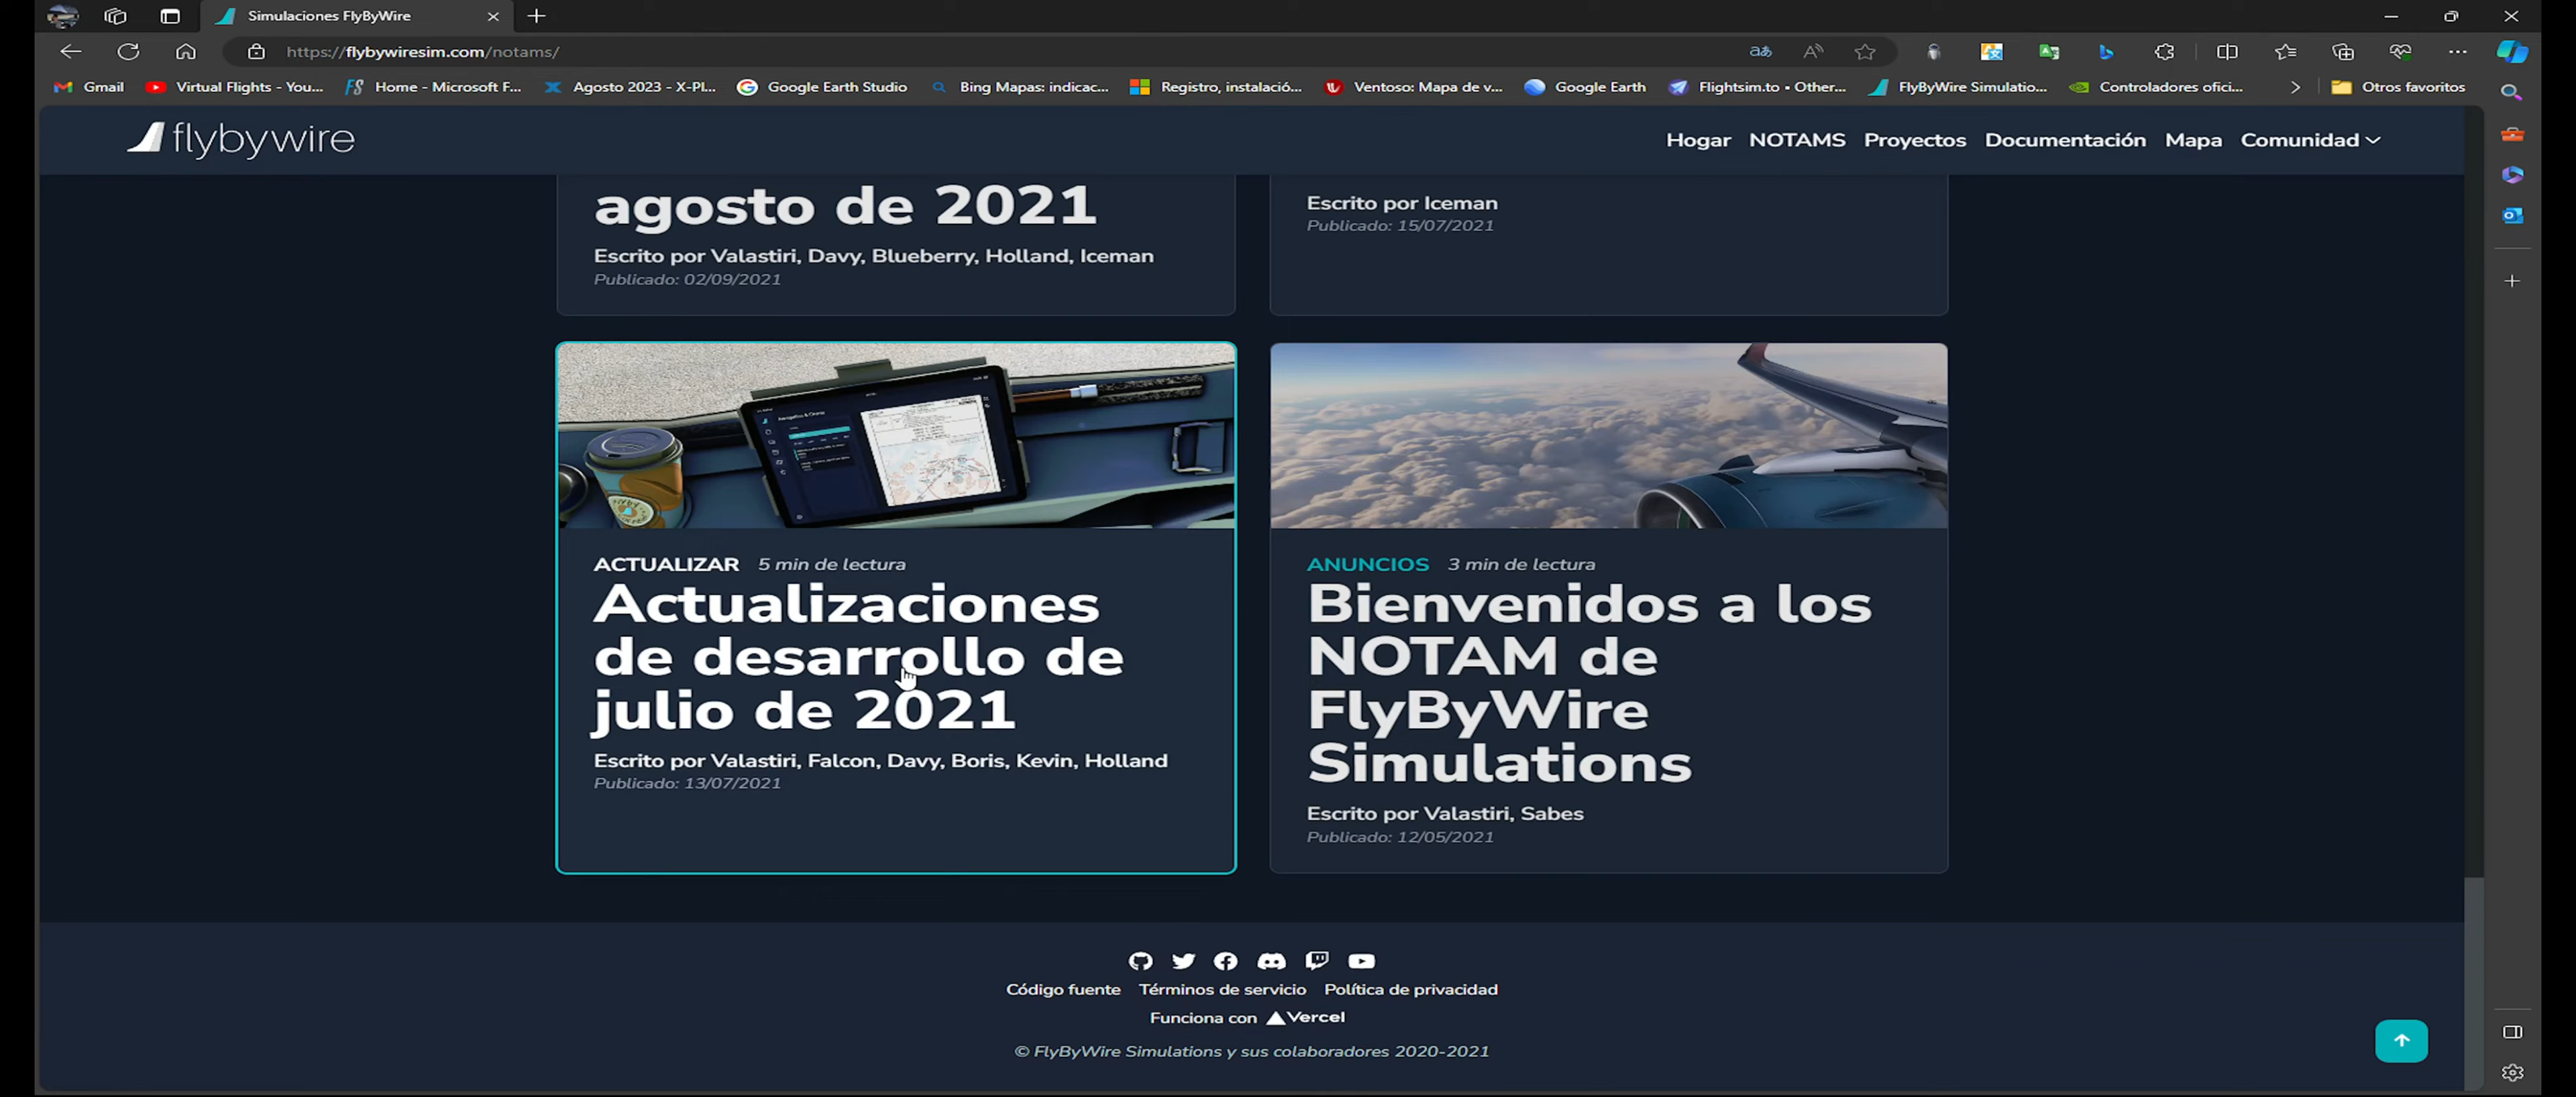 Simulaciones FlyByWire
https://flybywiresim.com/notams/
Gmail
Virtual Flights - You...
Home - Microsoft F...
Agosto 2023 - X-Pl...
Google Earth Studio
Bing Mapas: indicac...
Registro, instalació...
Ventoso: Mapa de v...
Google Earth
Flightsim.to • Other...
FlyByWire Simulatio...
Controladores ofici...
Otros favoritos
flybywire
Hogar
NOTAMS
Proyectos
Documentación
Mapa
Comunidad
agosto de 2021
Escrito por Valastiri, Davy, Blueberry, Holland, Iceman
Publicado: 02/09/2021
Escrito por Iceman
Publicado: 15/07/2021
ACTUALIZAR 5 min de lectura
Actualizaciones
de desarrollo de
julio de 2021
Escrito por Valastiri, Falcon, Davy, Boris, Kevin, Holland
Publicado: 13/07/2021
ANUNCIOS 3 min de lectura
Bienvenidos a los
NOTAM de
FlyByWire
Simulations
Escrito por Valastiri, Sabes
Publicado: 12/05/2021
Código fuente Términos de servicio Política de privacidad
Funciona con Vercel
© FlyByWire Simulations y sus colaboradores 2020-2021